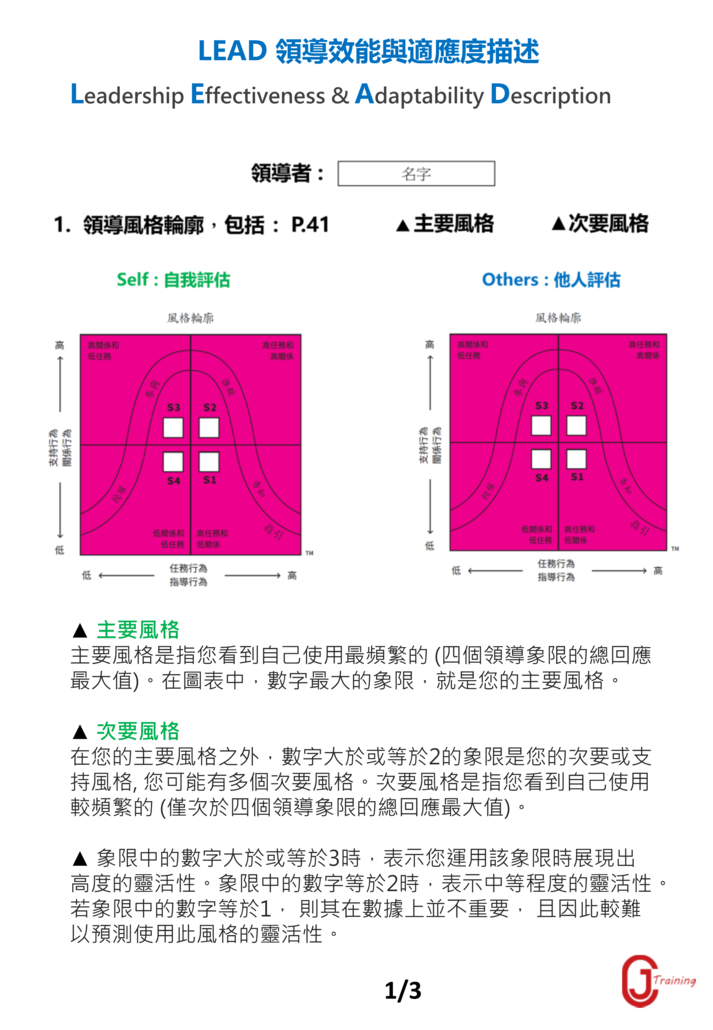 LEAD 領導效能與適應度描述
Leadership Effectiveness & Adaptability Description
領導者： 名字
1. 領導風格輪廓，包括： P.41 ▲主要風格 ▲次要風格
Self : 自我評估
風格輪廓
高
高關係和
低任務
高任務和
高關係
參與
推銷
S3 S2
支持行為
關係行為
S4 S1
授權
告知
指引
低關係和
低任務
高任務和
低關係
低
TM
低 任務行為
指導行為 高
Others : 他人評估
風格輪廓
高
高關係和
低任務
高任務和
高關係
參與
推銷
S3 S2
支持行為
關係行為
S4 S1
授權
告知
指引
低關係和
低任務
高任務和
低關係
低
TM
低 任務行為
指導行為 高
▲ 主要風格
主要風格是指您看到自己使用最頻繁的 (四個領導象限的總回應
最大值)。在圖表中，數字最大的象限，就是您的主要風格。
▲ 次要風格
在您的主要風格之外，數字大於或等於2的象限是您的次要或支
持風格, 您可能有多個次要風格。次要風格是指您看到自己使用
較頻繁的 (僅次於四個領導象限的總回應最大值)。
▲ 象限中的數字大於或等於3時，表示您運用該象限時展現出
高度的靈活性。象限中的數字等於2時，表示中等程度的靈活性。
若象限中的數字等於1， 則其在數據上並不重要， 且因此較難
以預測使用此風格的靈活性。
1/3
CJ Training